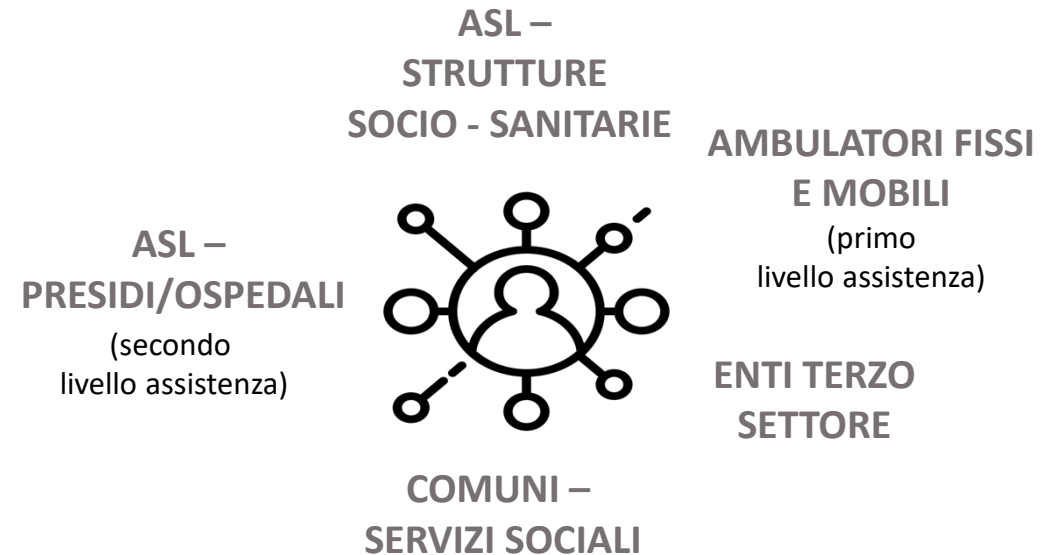 ASL –
STRUTTURE
SOCIO - SANITARIE
AMBULATORI FISSI
E MOBILI
(primo
livello assistenza)
ASL –
PRESIDI/OSPEDALI
(secondo
livello assistenza)
ENTI TERZO
SETTORE
COMUNI –
SERVIZI SOCIALI